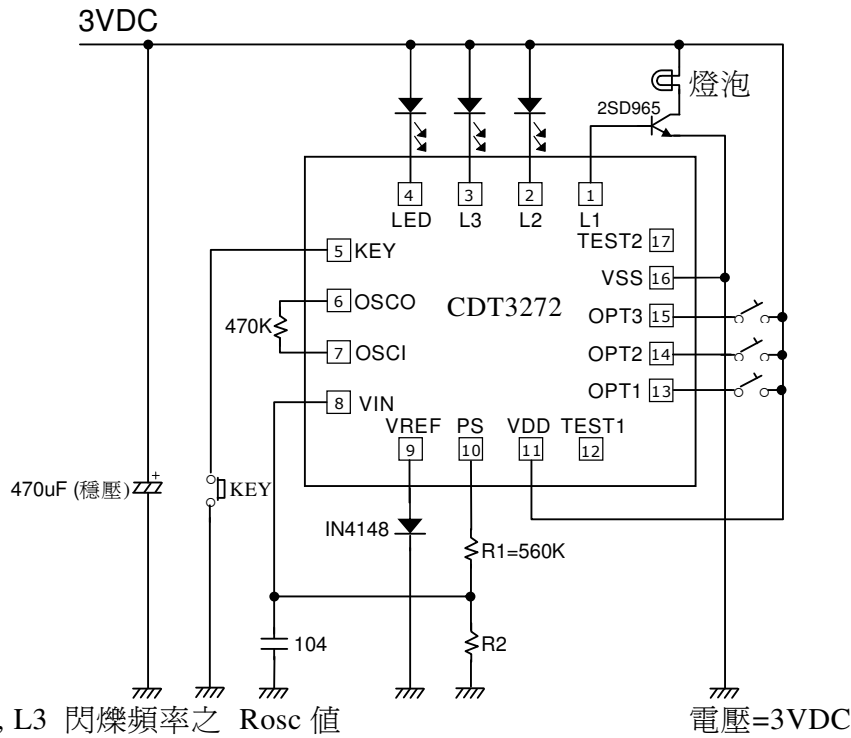 3VDC
燈泡
2SD965
4
3
2
1
LED
L3
L2
L1
TEST2 17
5 KEY
VSS 16
6 OSCO
CDT3272
OPT3 15
470K
7 OSCI
OPT2 14
8 VIN
OPT1 13
VREF
PS
VDD
TEST1
9
10
11
12
470uF (穩壓)
+
KEY
IN4148
R1=560K
104
R2
, L3 閃爍頻率之 Rosc 值
電壓=3VDC